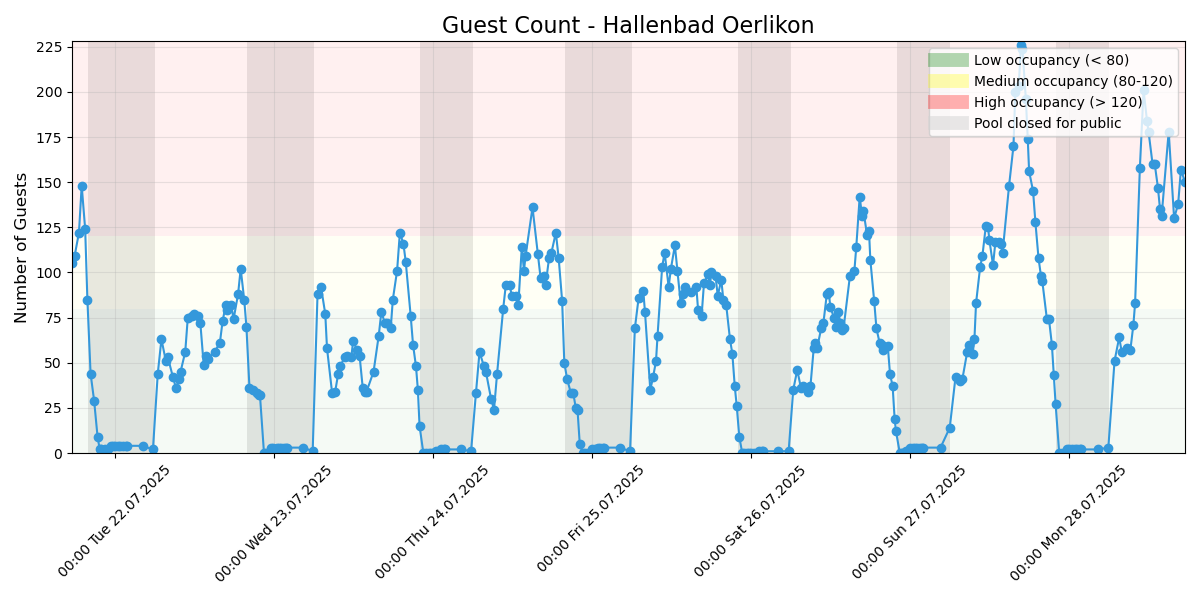 Guest Count - Hallenbad Oerlikon
Number of Guests
225
200
175
150
125
100
75
50
25
0
Low occupancy (< 80)
Medium occupancy (80-120)
High occupancy (> 120)
Pool closed for public
00:00 Tue 22.07.2025
00:00 Wed 23.07.2025
00:00 Thu 24.07.2025
00:00 Fri 25.07.2025
00:00 Sat 26.07.2025
00:00 Sun 27.07.2025
00:00 Mon 28.07.2025